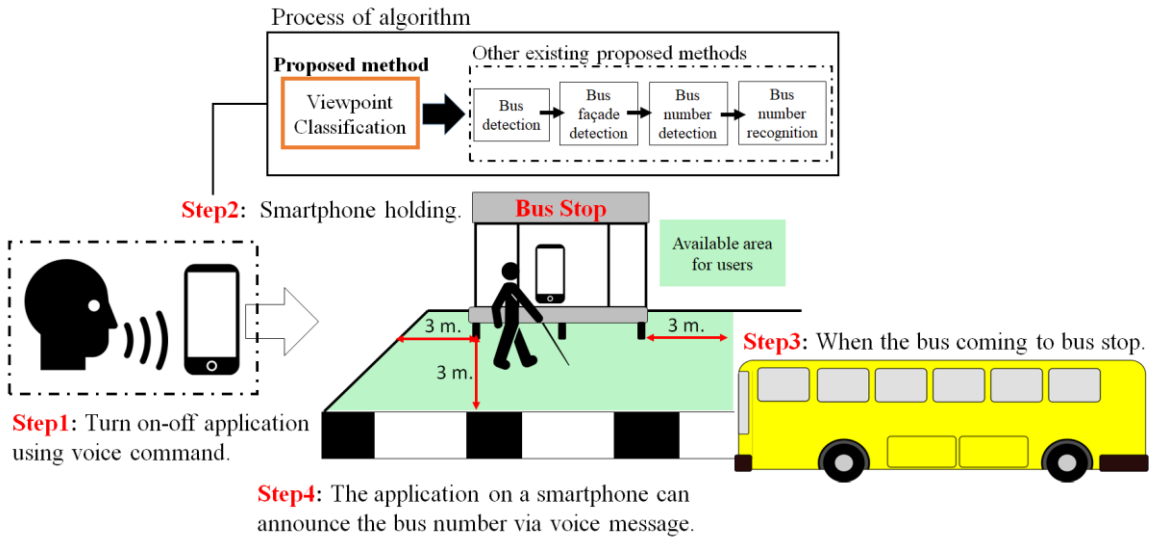 Process of algorithm
Other existing proposed methods
Proposed method
Viewpoint
Classification
Bus
detection
Bus
façade
detection
Bus
number
detection
Bus
number
recognition
Step2: Smartphone holding.
Bus Stop
Available area
for users
3 m.
3 m.
3 m.
Step3: When the bus coming to bus stop.
Step1: Turn on-off application
using voice command.
Step4: The application on a smartphone can
announce the bus number via voice message.